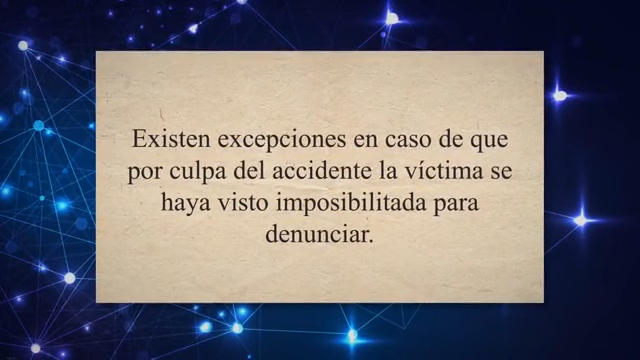 Existen excepciones en caso de que
por culpa del accidente la víctima se
haya visto imposibilitada para
denunciar.